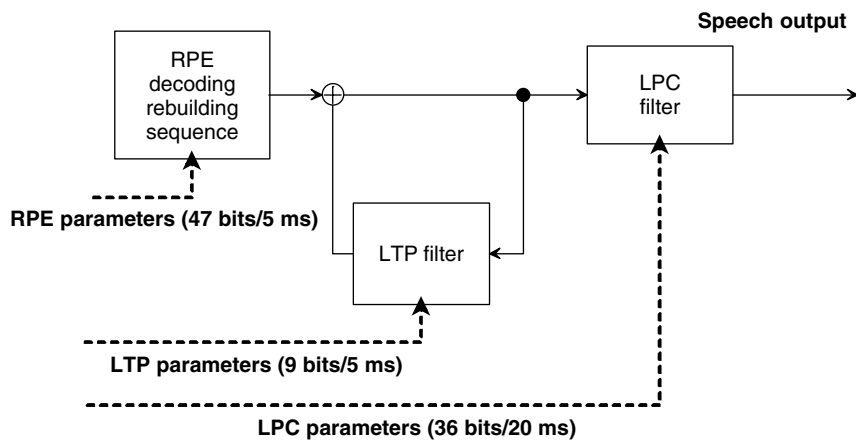 Speech output
RPE
decoding
rebuilding
sequence
LPC
filter
RPE parameters (47 bits/5 ms)
LTP filter
LTP parameters (9 bits/5 ms)
LPC parameters (36 bits/20 ms)